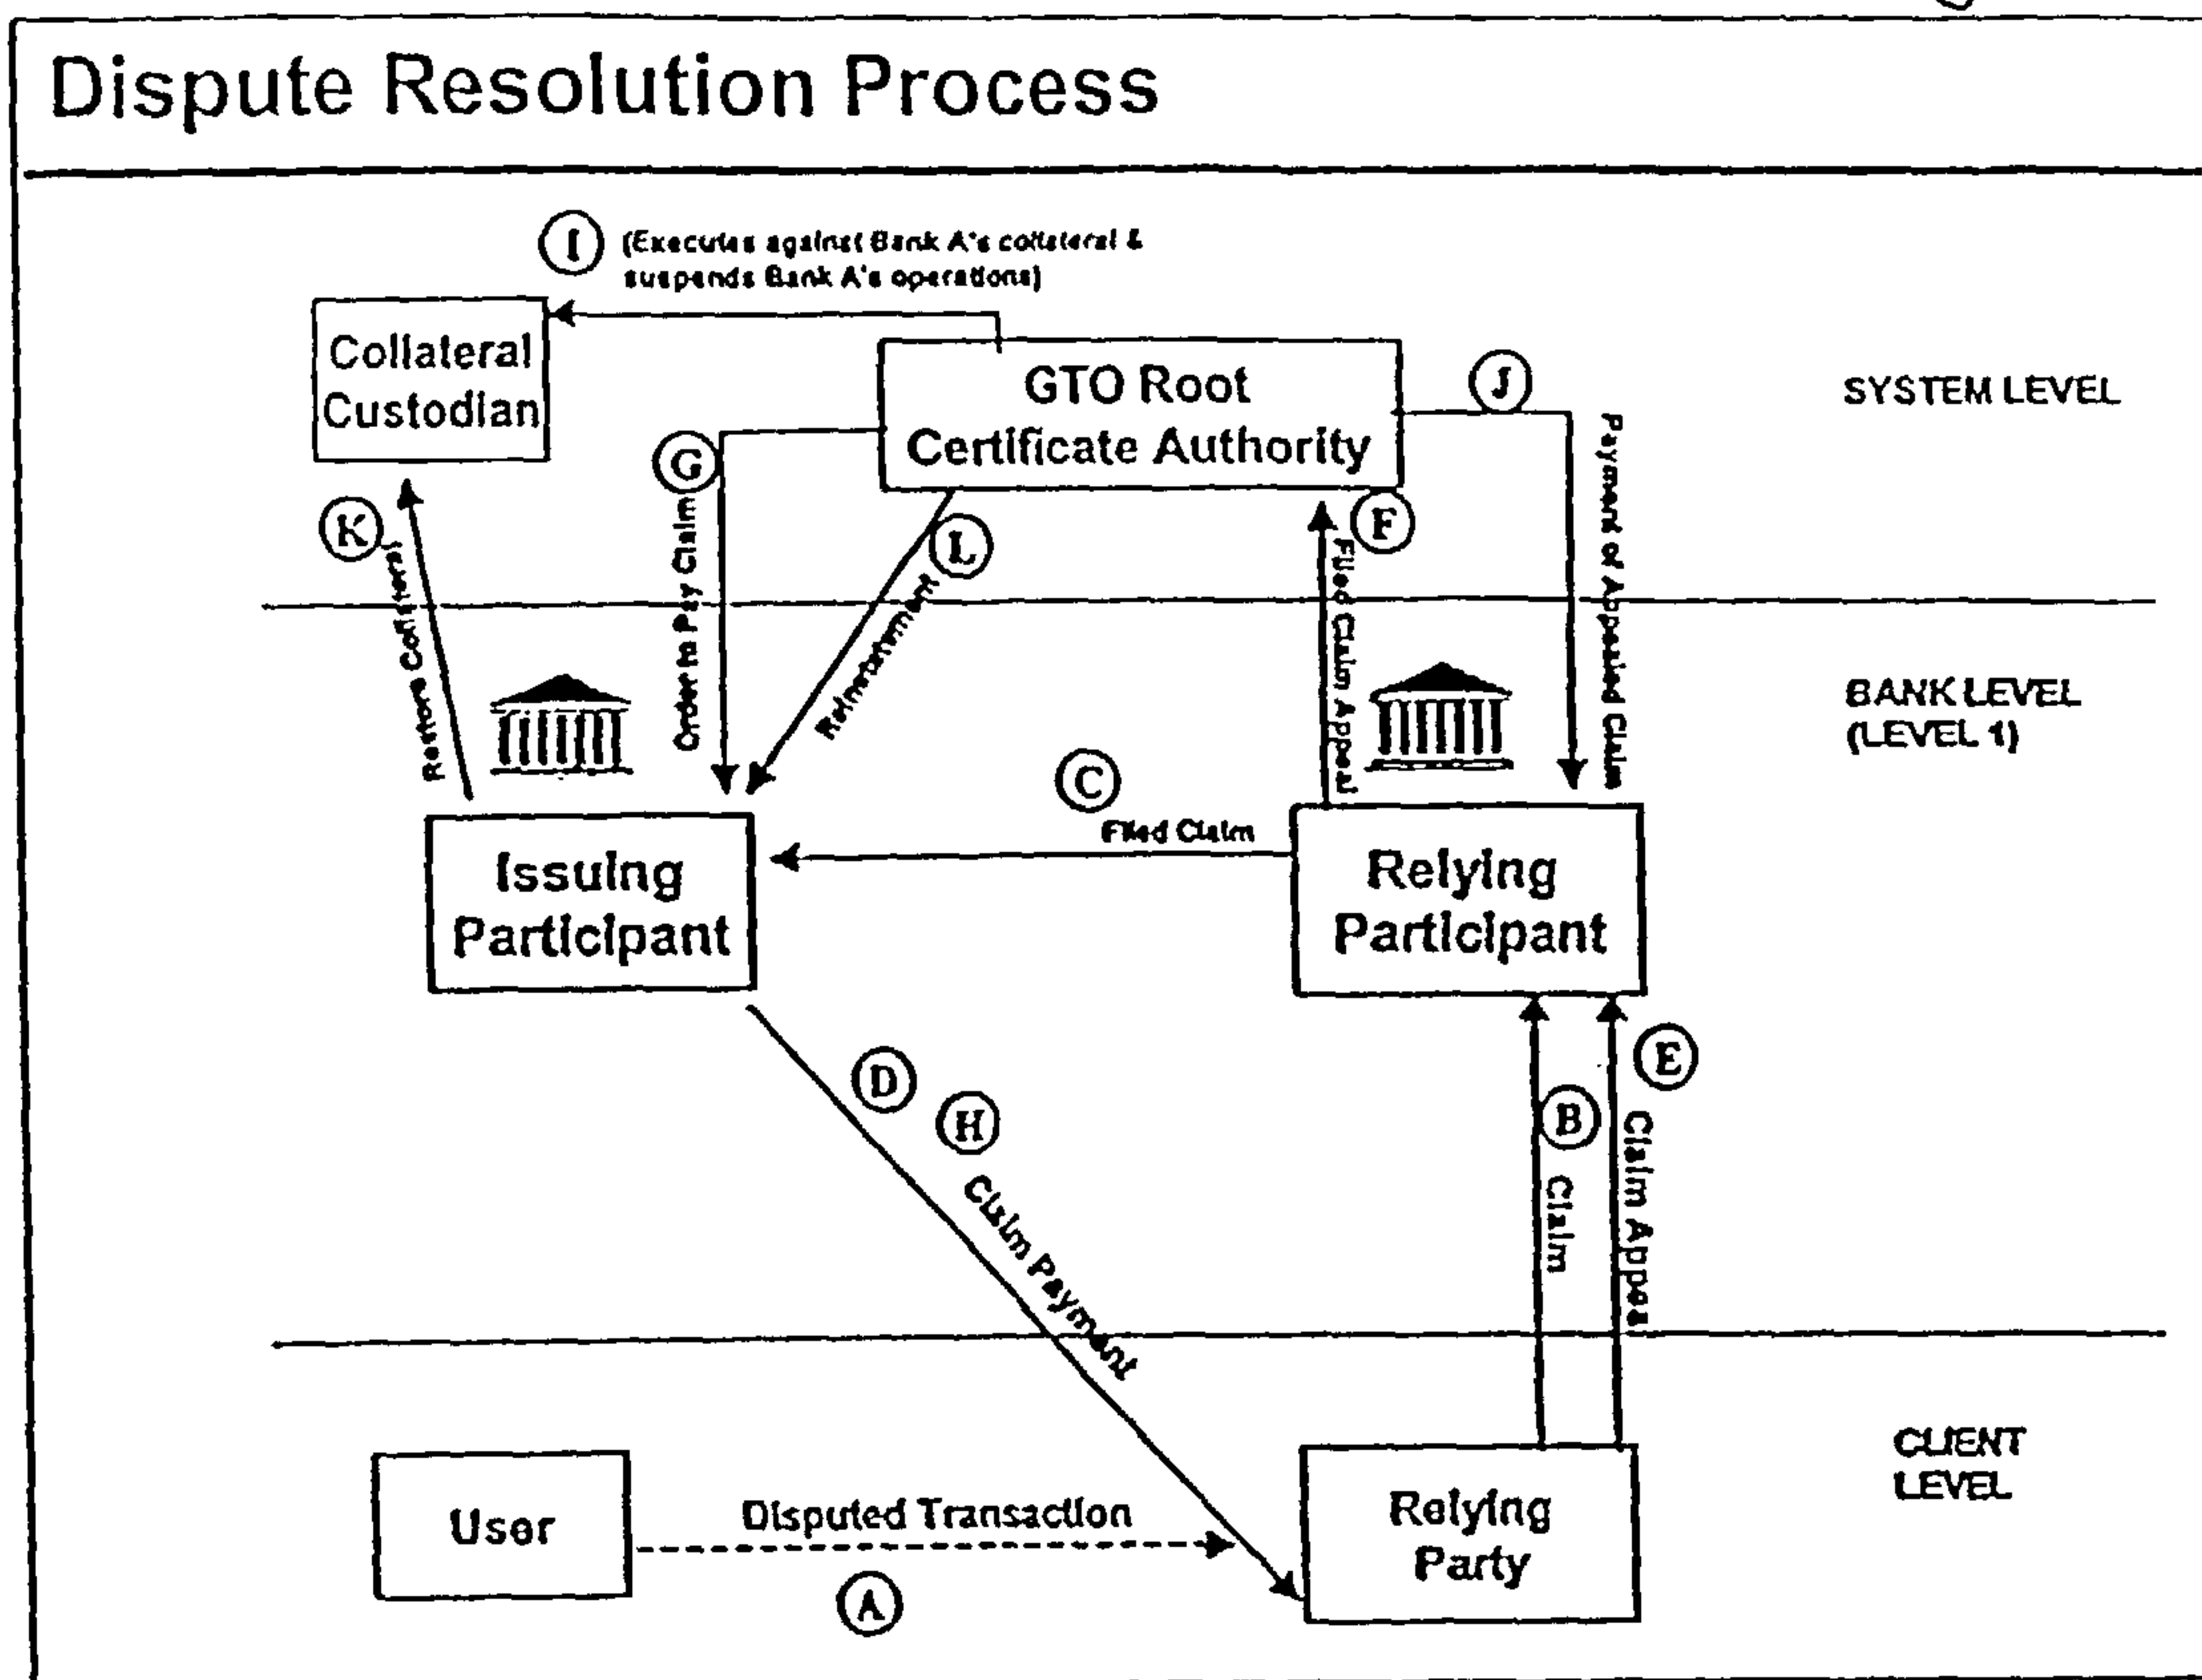 Dispute Resolution Process
I
(Executes against Bank A's collateral &
suspends Bank A's operations)
Collateral
Custodian
GTO Root
Certificate Authority
J
SYSTEM LEVEL
G
K
L
F
Payment of Appealed Claim
Order to Pay Claim
Filed Claim Appeal
Reinstatement
Restore Collateral
BANK LEVEL
(LEVEL 1)
C
Filed Claim
Issuing
Participant
Relying
Participant
D
H
E
B
Claim Payment
Claim
Claim Appeal
CLIENT
LEVEL
User
Disputed Transaction
A
Relying
Party